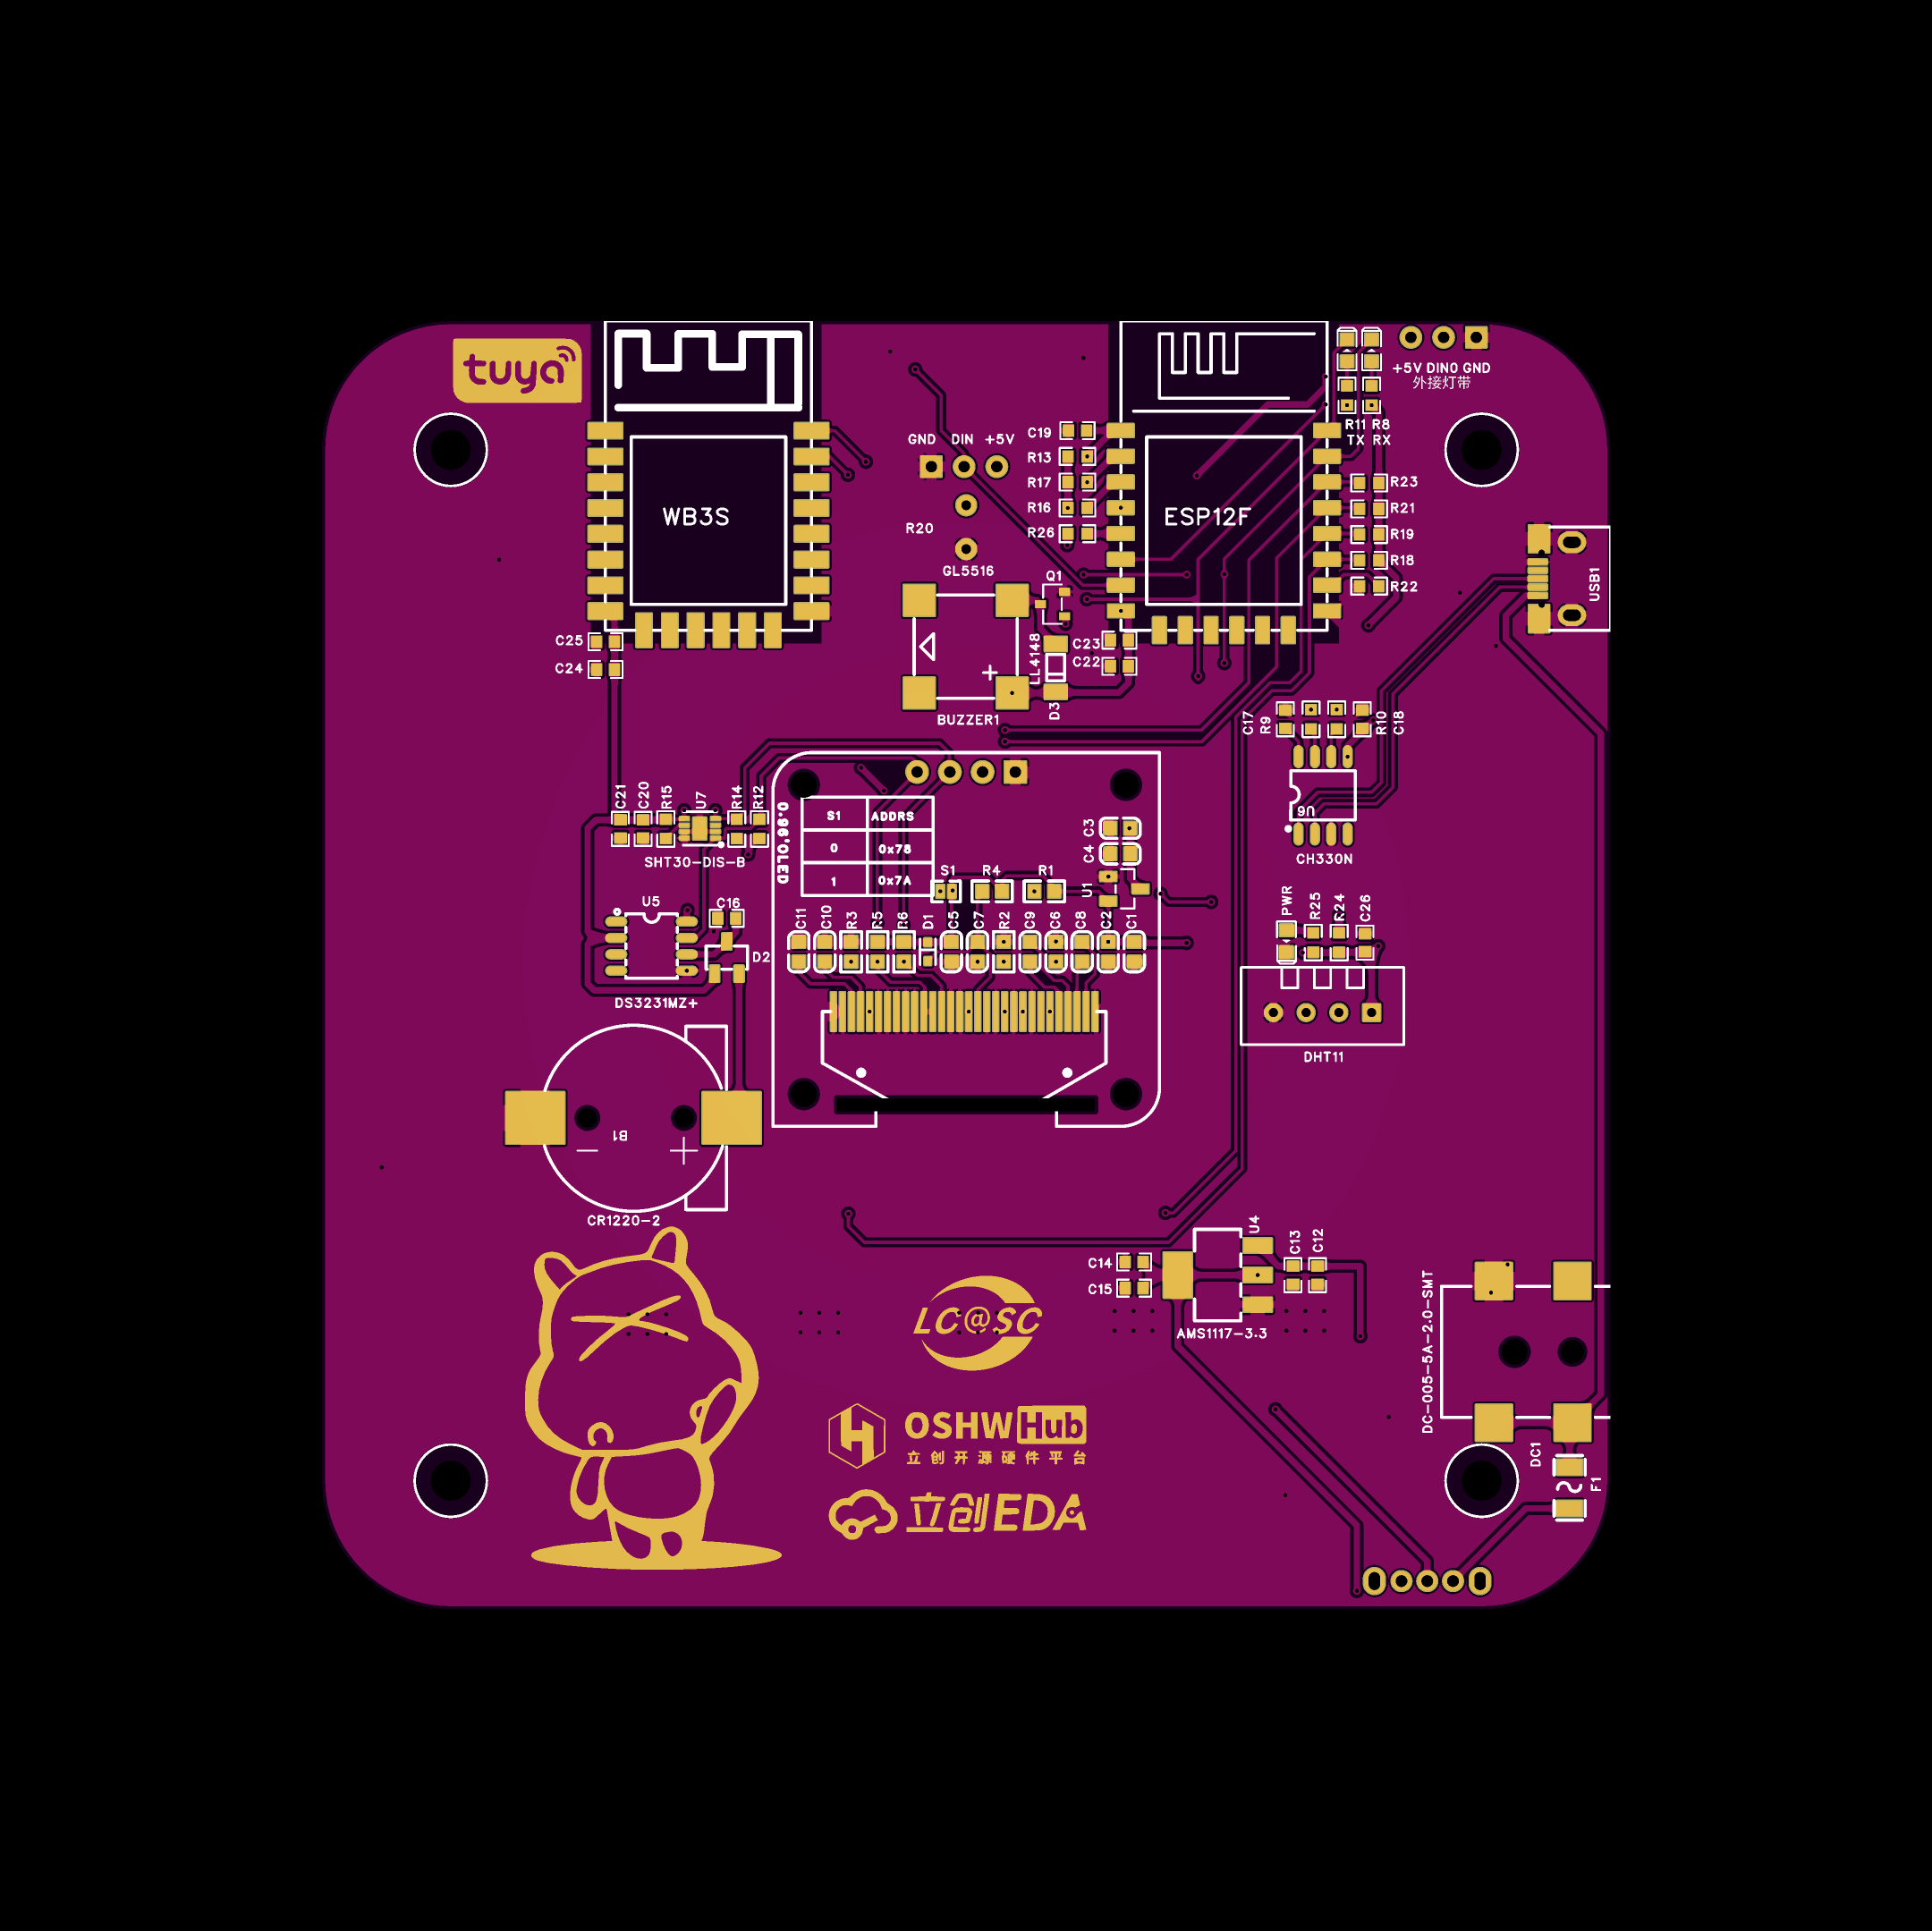 tuya
+5V DIN0 GND
外接灯带
R11 R8
TX RX
GND DIN +5V
C19
R13
R17
R16
R26
R20
GL5516
WB3S
ESP12F
R23
R21
R19
R18
R22
USB1
Q1
C25
C24
LL4148
C23
C22
D3
+
BUZZER1
C17
R9
R10
C18
U6
CH330N
C21
C20
R15
U7
R14
R12
SHT30-DIS-B
0.96'OLED
S1 ADDRS
0 0x78
1 0x7A
C3
C4
S1
R4
R1
U1
U5
C16
D2
DS3231MZ+
C11
C10
R3
R5
R6
D1
C5
C7
R2
C9
C6
C8
C2
C1
PWR
R25
R24
C26
DHT11
B1
− +
CR1220-2
U4
C13
C12
C14
C15
AMS1117-3.3
LC@SC
DC-005-5A-2.0-SMT
DC1
F1
OSHWHub
立创开源硬件平台
立创EDA